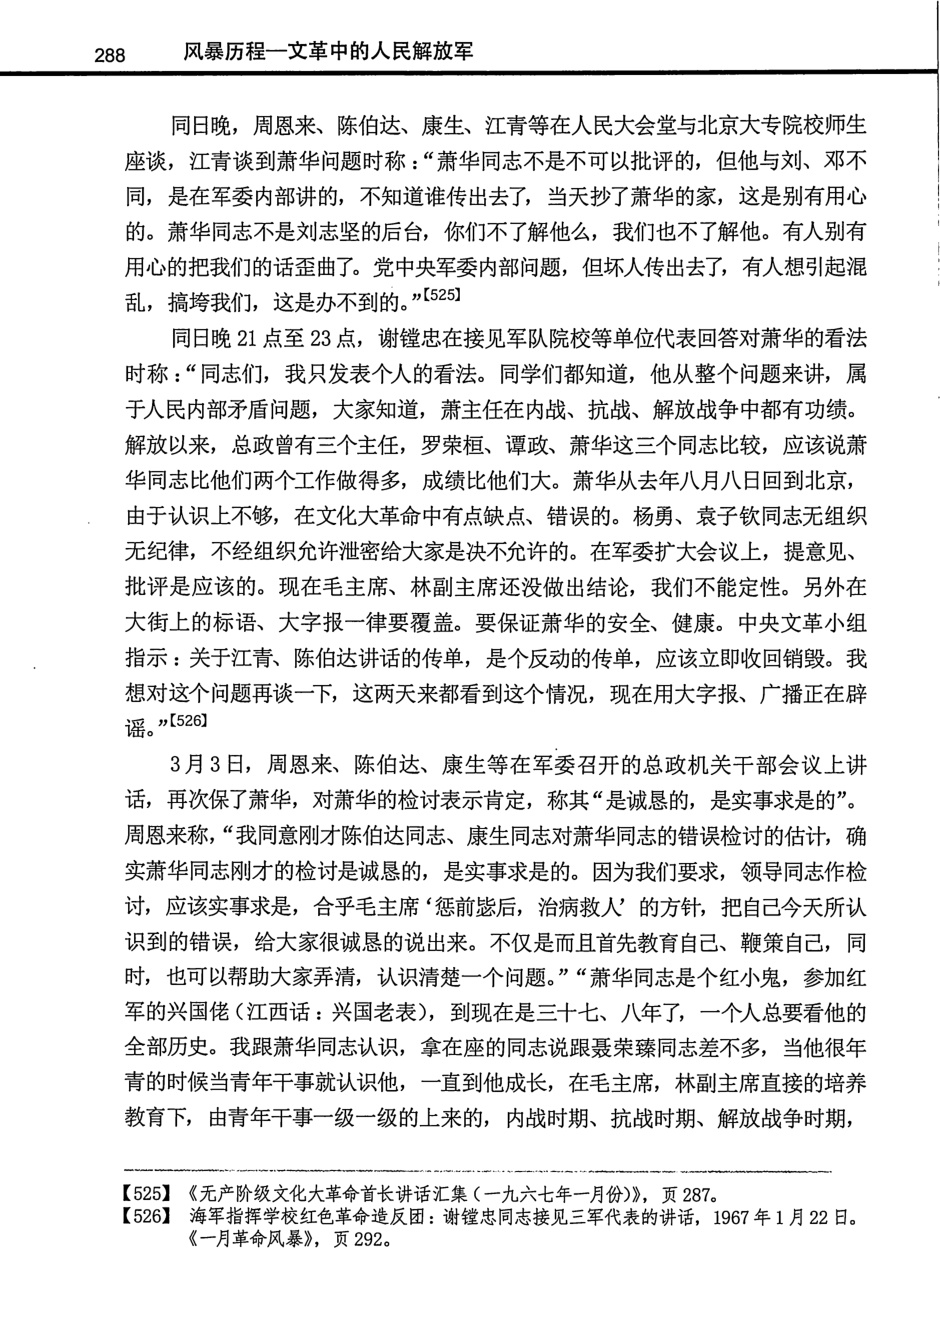 288 风暴历程—文革中的人民解放军
同日晚，周恩来、陈伯达、康生、江青等在人民大会堂与北京大专院校师生
座谈，江青谈到萧华问题时称：“萧华同志不是不可以批评的，但他与刘、邓不
同，是在军委内部讲的，不知道谁传出去了，当天抄了萧华的家，这是别有用心
的。萧华同志不是刘志坚的后台，你们不了解他么，我们也不了解他。有人别有
用心的把我们的话歪曲了。党中央军委内部问题，但坏人传出去了，有人想引起混
乱，搞垮我们，这是办不到的。”【525】
同日晚 21 点至 23 点，谢镗忠在接见军队院校等单位代表回答对萧华的看法
时称：“同志们，我只发表个人的看法。同学们都知道，他从整个问题来讲，属
于人民内部矛盾问题，大家知道，萧主任在内战、抗战、解放战争中都有功绩。
解放以来，总政曾有三个主任，罗荣桓、谭政、萧华这三个同志比较，应该说萧
华同志比他们两个工作做得多，成绩比他们大。萧华从去年八月八日回到北京，
由于认识上不够，在文化大革命中有点缺点、错误的。杨勇、袁子钦同志无组织
无纪律，不经组织允许泄密给大家是决不允许的。在军委扩大会议上，提意见、
批评是应该的。现在毛主席、林副主席还没做出结论，我们不能定性。另外在
大街上的标语、大字报一律要覆盖。要保证萧华的安全、健康。中央文革小组
指示：关于江青、陈伯达讲话的传单，是个反动的传单，应该立即收回销毁。我
想对这个问题再谈一下，这两天来都看到这个情况，现在用大字报、广播正在辟
谣。”【526】
3 月 3 日，周恩来、陈伯达、康生等在军委召开的总政机关干部会议上讲
话，再次保了萧华，对萧华的检讨表示肯定，称其“是诚恳的，是实事求是的”。
周恩来称，“我同意刚才陈伯达同志、康生同志对萧华同志的错误检讨的估计，确
实萧华同志刚才的检讨是诚恳的，是实事求是的。因为我们要求，领导同志作检
讨，应该实事求是，合乎毛主席‘惩前毖后，治病救人’的方针，把自己今天所认
识到的错误，给大家很诚恳的说出来。不仅是而且首先教育自己、鞭策自己，同
时，也可以帮助大家弄清，认识清楚一个问题。”“萧华同志是个红小鬼，参加红
军的兴国佬（江西话：兴国老表），到现在是三十七、八年了，一个人总要看他的
全部历史。我跟萧华同志认识，拿在座的同志说跟聂荣臻同志差不多，当他很年
青的时候当青年干事就认识他，一直到他成长，在毛主席，林副主席直接的培养
教育下，由青年干事一级一级的上来的，内战时期、抗战时期、解放战争时期，
【525】《无产阶级文化大革命首长讲话汇集（一九六七年一月份）》，页 287。
【526】 海军指挥学校红色革命造反团：谢镗忠同志接见三军代表的讲话，1967 年 1 月 22 日。
《一月革命风暴》，页 292。